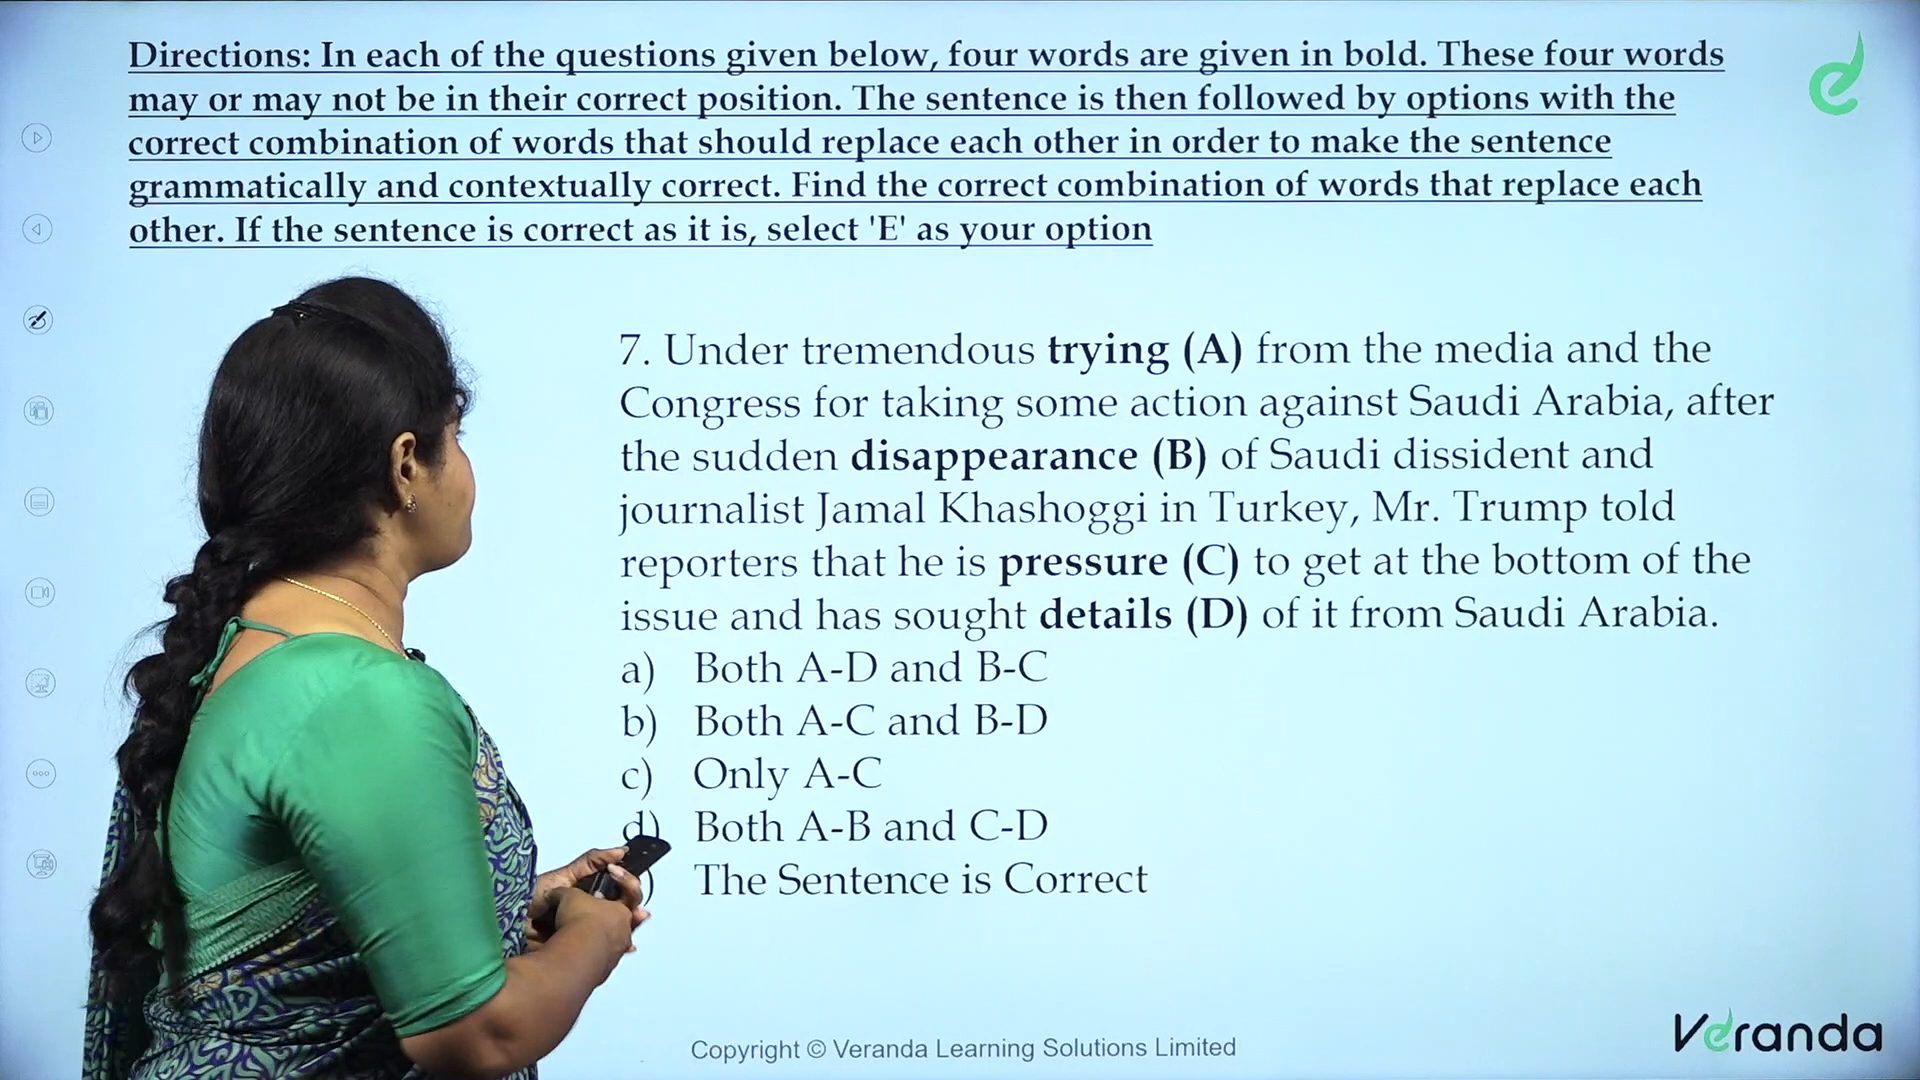 Directions: In each of the questions given below, four words are given in bold. These four words
may or may not be in their correct position. The sentence is then followed by options with the
correct combination of words that should replace each other in order to make the sentence
grammatically and contextually correct. Find the correct combination of words that replace each
other. If the sentence is correct as it is, select 'E' as your option
7. Under tremendous trying (A) from the media and the
Congress for taking some action against Saudi Arabia, after
the sudden disappearance (B) of Saudi dissident and
journalist Jamal Khashoggi in Turkey, Mr. Trump told
reporters that he is pressure (C) to get at the bottom of the
issue and has sought details (D) of it from Saudi Arabia.
a) Both A-D and B-C
b) Both A-C and B-D
c) Only A-C
d) Both A-B and C-D
) The Sentence is Correct
Copyright © Veranda Learning Solutions Limited
Veranda